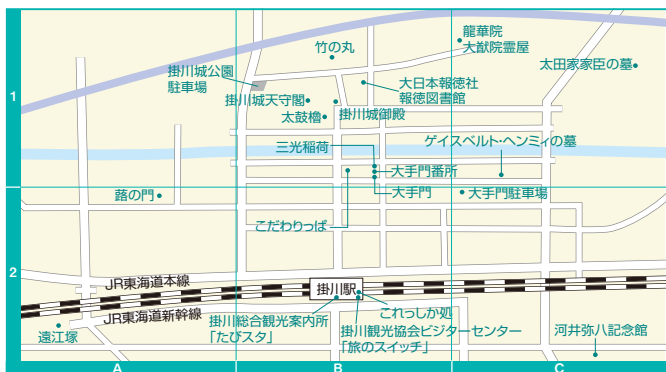 龍華院
大猷院霊屋
竹の丸
太田家家臣の墓
掛川城公園
駐車場
大日本報徳社
報徳図書館
1
掛川城天守閣
掛川城御殿
太鼓櫓
ゲイスベルト・ヘンミィの墓
三光稲荷
大手門番所
蕗の門
大手門
大手門駐車場
こだわりっぱ
2
JR東海道本線
掛川駅
これっしか処
JR東海道新幹線
掛川総合観光案内所
「たびスタ」
掛川観光協会ビジターセンター
「旅のスイッチ」
遠江塚
河井弥八記念館
A
B
C